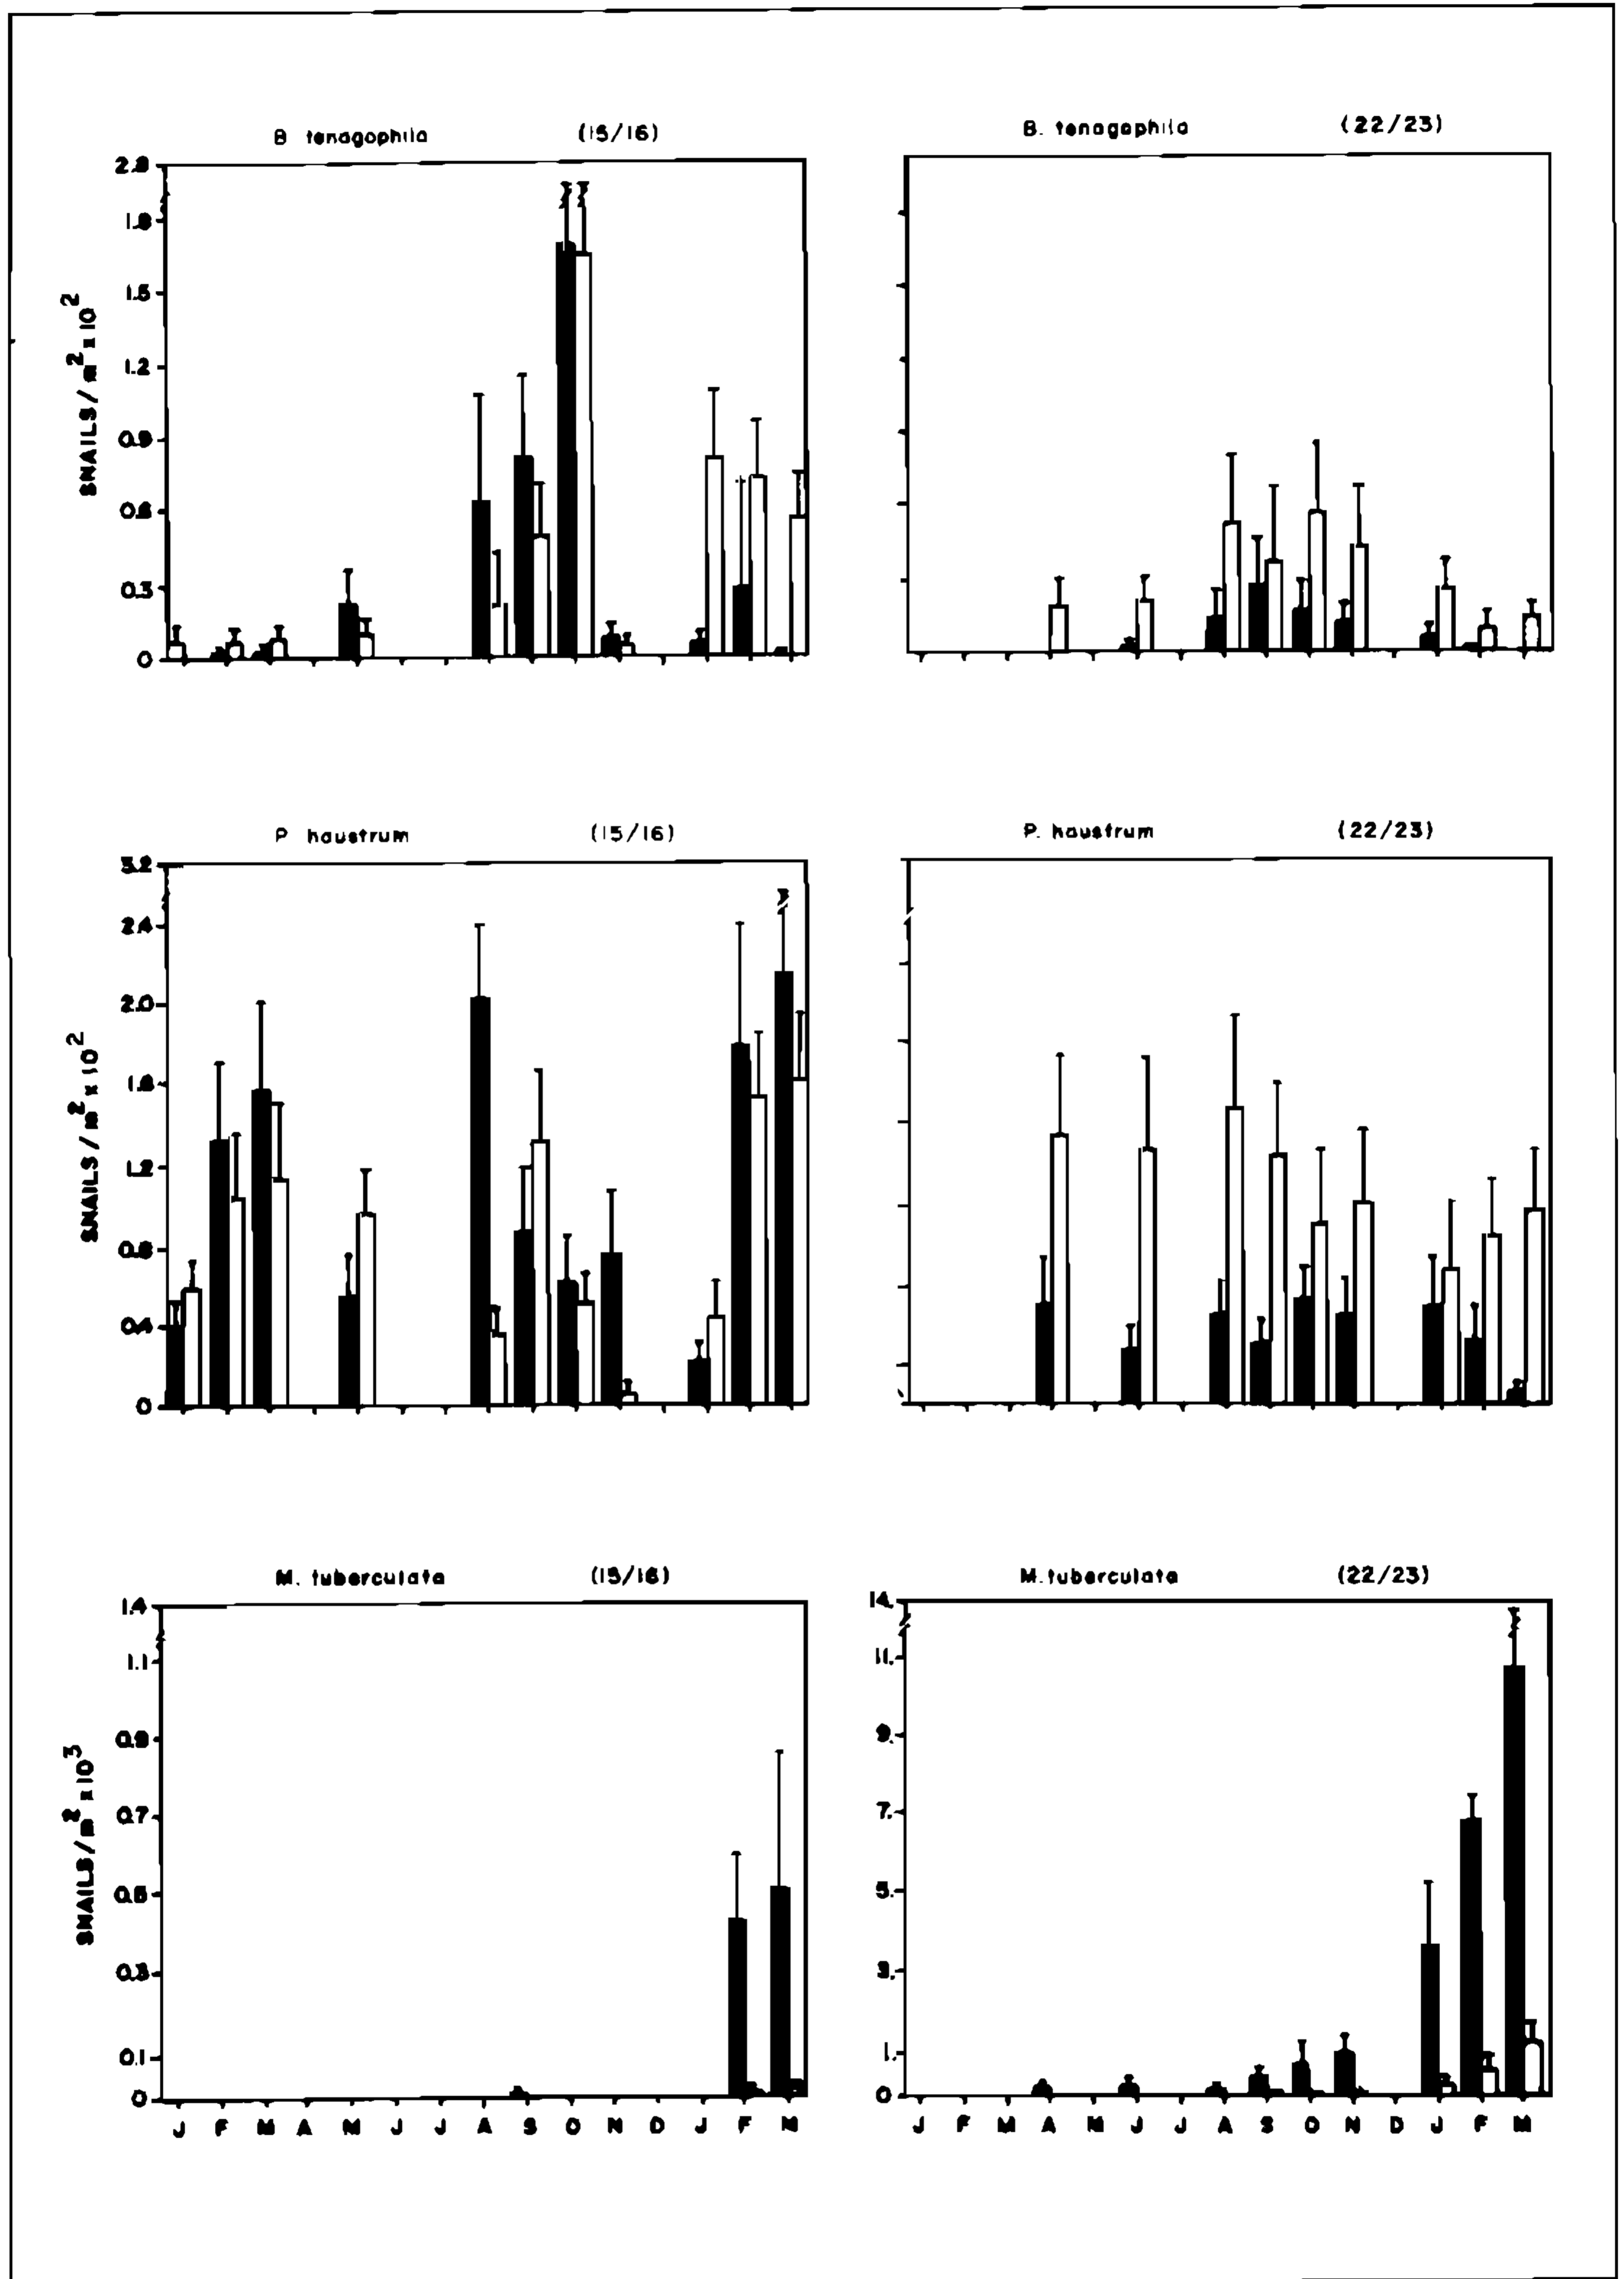 B tenagophila (15/16)
B. tenagophila (22/23)
SNAILS/m² x 10²
1.8
1.5
1.2
0.9
0.6
0.3
0
P haustrum (15/16)
P. haustrum (22/23)
SNAILS/m² x 10²
3.2
2.4
2.0
1.6
1.2
0.8
0.4
0
M. tuberculata (15/16)
M. tuberculata (22/23)
SNAILS/m² x 10³
1.4
1.1
0.9
0.7
0.5
0.3
0.1
0
14.
11.
9.
7.
5.
3.
1.
0
J F M A M J J A S O N D J F M
J F M A M J J A S O N D J F M